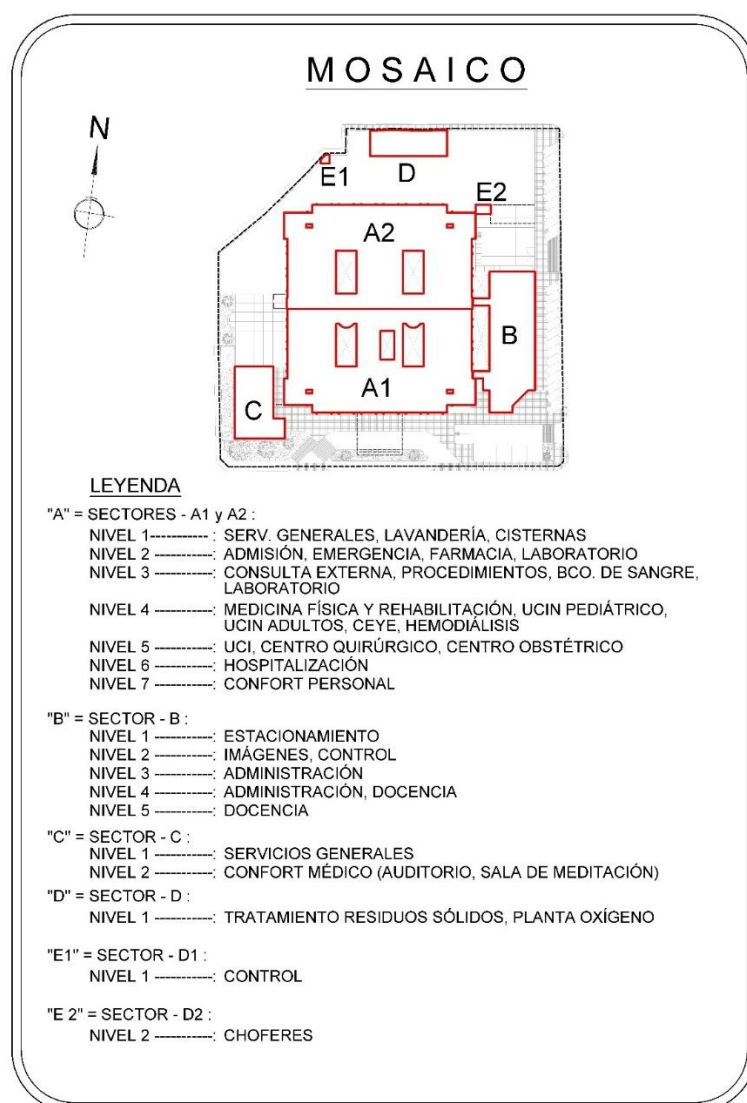 MOSAICO
N
E1
D
E2
A2
B
A1
C
LEYENDA
"A" = SECTORES - A1 y A2 :
NIVEL 1----------- : SERV. GENERALES, LAVANDERÍA, CISTERNAS
NIVEL 2 -----------: ADMISIÓN, EMERGENCIA, FARMACIA, LABORATORIO
NIVEL 3 -----------: CONSULTA EXTERNA, PROCEDIMIENTOS, BCO. DE SANGRE,
LABORATORIO
NIVEL 4 -----------: MEDICINA FÍSICA Y REHABILITACIÓN, UCIN PEDIÁTRICO,
UCIN ADULTOS, CEYE, HEMODIÁLISIS
NIVEL 5 -----------: UCI, CENTRO QUIRÚRGICO, CENTRO OBSTÉTRICO
NIVEL 6 -----------: HOSPITALIZACIÓN
NIVEL 7 -----------: CONFORT PERSONAL
"B" = SECTOR - B :
NIVEL 1 -----------: ESTACIONAMIENTO
NIVEL 2 -----------: IMÁGENES, CONTROL
NIVEL 3 -----------: ADMINISTRACIÓN
NIVEL 4 -----------: ADMINISTRACIÓN, DOCENCIA
NIVEL 5 -----------: DOCENCIA
"C" = SECTOR - C :
NIVEL 1 -----------: SERVICIOS GENERALES
NIVEL 2 -----------: CONFORT MÉDICO (AUDITORIO, SALA DE MEDITACIÓN)
"D" = SECTOR - D :
NIVEL 1 -----------: TRATAMIENTO RESIDUOS SÓLIDOS, PLANTA OXÍGENO
"E1" = SECTOR - D1 :
NIVEL 1 -----------: CONTROL
"E 2" = SECTOR - D2 :
NIVEL 2 -----------: CHOFERES